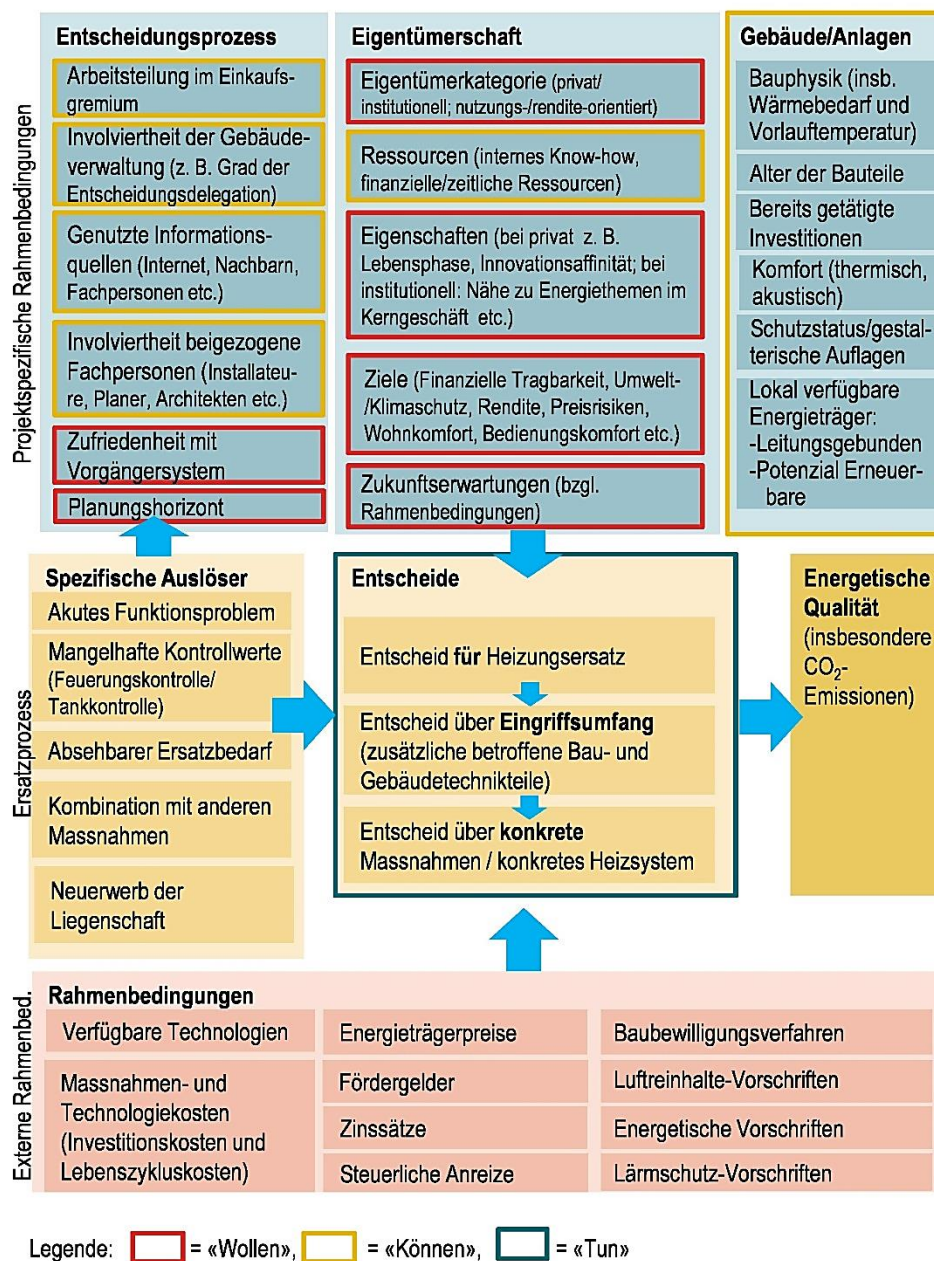 Projektspezifische Rahmenbedingungen
Entscheidungsprozess
Arbeitsteilung im Einkaufs-
gremium
Involviertheit der Gebäude-
verwaltung (z. B. Grad der
Entscheidungsdelegation)
Genutzte Informations-
quellen (Internet, Nachbarn,
Fachpersonen etc.)
Involviertheit beigezogene
Fachpersonen (Installateu-
re, Planer, Architekten etc.)
Zufriedenheit mit
Vorgängersystem
Planungshorizont
Eigentümerschaft
Eigentümerkategorie (privat/
institutionell; nutzungs-/rendite-orientiert)
Ressourcen (internes Know-how,
finanzielle/zeitliche Ressourcen)
Eigenschaften (bei privat z. B.
Lebensphase, Innovationsaffinität; bei
institutionell: Nähe zu Energiethemen im
Kerngeschäft etc.)
Ziele (Finanzielle Tragbarkeit, Umwelt-
/Klimaschutz, Rendite, Preisrisiken,
Wohnkomfort, Bedienungskomfort etc.)
Zukunftserwartungen (bzgl.
Rahmenbedingungen)
Gebäude/Anlagen
Bauphysik (insb.
Wärmebedarf und
Vorlauftemperatur)
Alter der Bauteile
Bereits getätigte
Investitionen
Komfort (thermisch,
akustisch)
Schutzstatus/gestal-
terische Auflagen
Lokal verfügbare
Energieträger:
-Leitungsgebunden
-Potenzial Erneuer-
bare
Ersatzprozess
Spezifische Auslöser
Akutes Funktionsproblem
Mangelhafte Kontrollwerte
(Feuerungskontrolle/
Tankkontrolle)
Absehbarer Ersatzbedarf
Kombination mit anderen
Massnahmen
Neuerwerb der
Liegenschaft
Entscheide
Entscheid für Heizungsersatz
Entscheid über Eingriffsumfang
(zusätzliche betroffene Bau- und
Gebäudetechnikteile)
Entscheid über konkrete
Massnahmen / konkretes Heizsystem
Energetische
Qualität
(insbesondere
CO₂-
Emissionen)
Externe Rahmenbed.
Rahmenbedingungen
Verfügbare Technologien
Massnahmen- und
Technologiekosten
(Investitionskosten und
Lebenszykluskosten)
Energieträgerpreise
Fördergelder
Zinssätze
Steuerliche Anreize
Baubewilligungsverfahren
Luftreinhalte-Vorschriften
Energetische Vorschriften
Lärmschutz-Vorschriften
Legende: = «Wollen», = «Können», = «Tun»